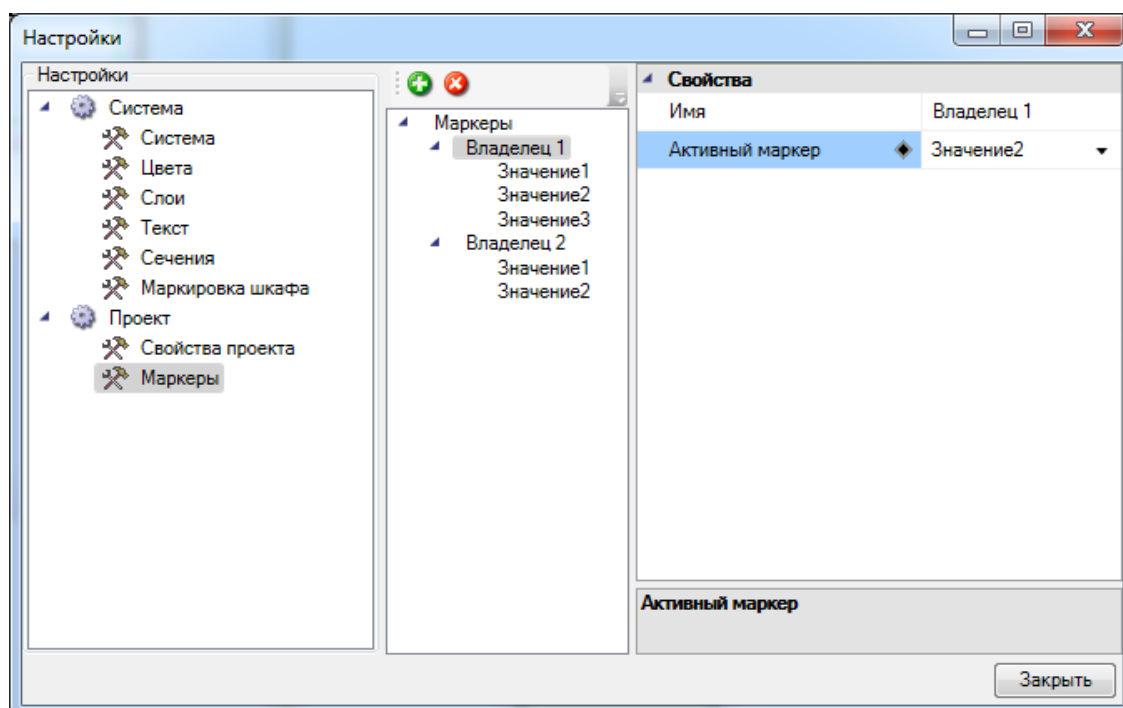 Настройки
Настройки
Система
Система
Цвета
Слои
Текст
Сечения
Маркировка шкафа
Проект
Свойства проекта
Маркеры
Маркеры
Владелец 1
Значение1
Значение2
Значение3
Владелец 2
Значение1
Значение2
Свойства
Имя Владелец 1
Активный маркер Значение2
Активный маркер
Закрыть